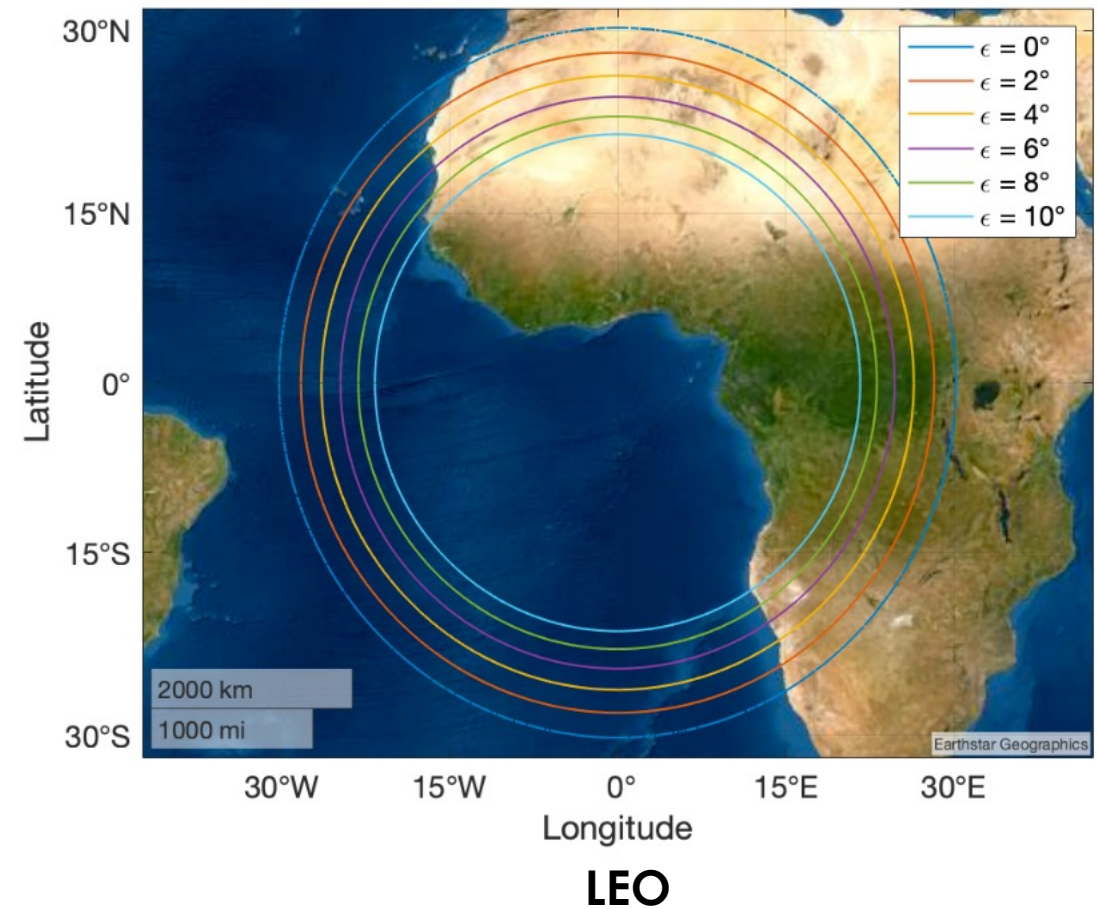 30°N
15°N
0°
15°S
30°S
Latitude
ϵ = 0°
ϵ = 2°
ϵ = 4°
ϵ = 6°
ϵ = 8°
ϵ = 10°
2000 km
1000 mi
Earthstar Geographics
30°W 15°W 0° 15°E 30°E
Longitude
LEO